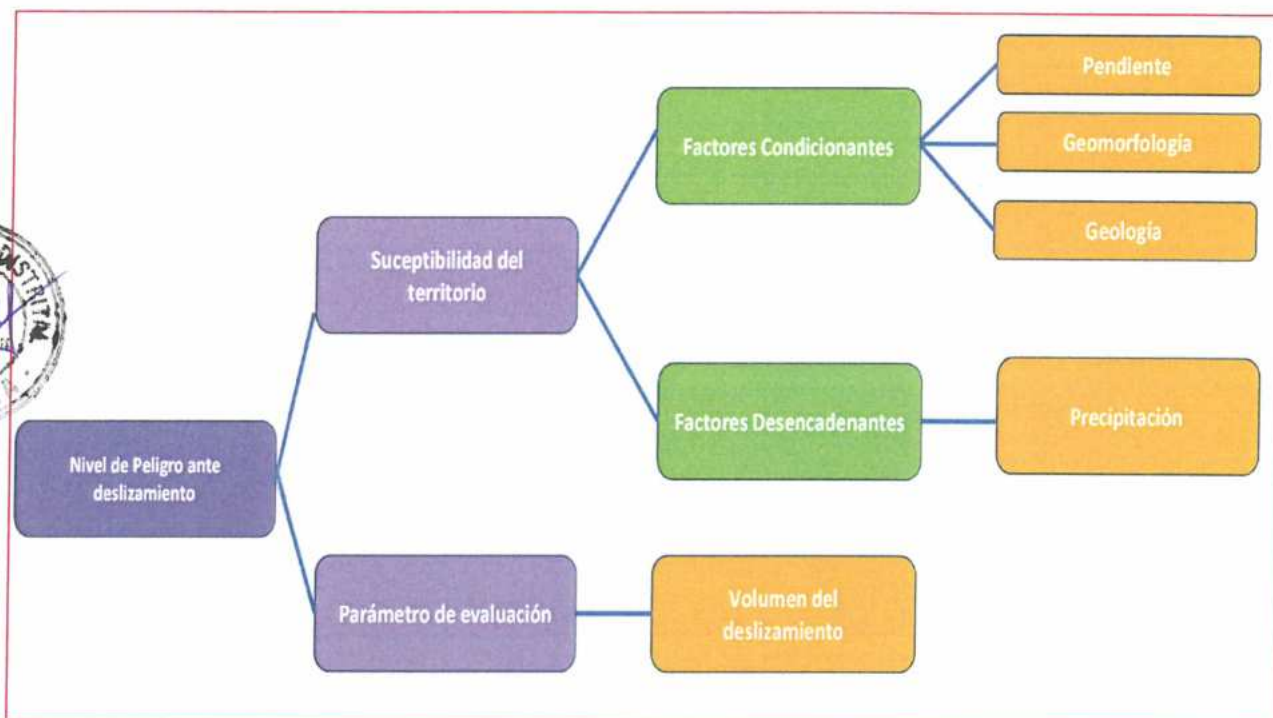 Pendiente
Factores Condicionantes
Geomorfología
Geología
Suceptibilidad del
territorio
Factores Desencadenantes
Precipitación
Nivel de Peligro ante
deslizamiento
Parámetro de evaluación
Volumen del
deslizamiento